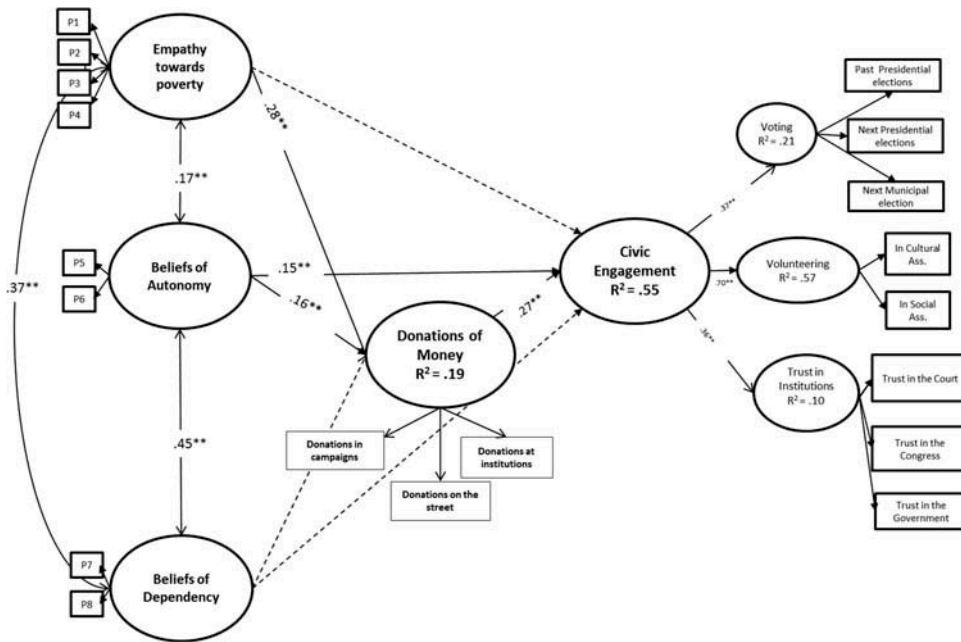 P1
P2
P3
P4
Empathy
towards
poverty
.28**
.17**
.37**
P5
P6
Beliefs of
Autonomy
.15**
.16**
Donations of
Money
R² = .19
.27**
Donations in
campaigns
Donations at
institutions
Donations on the
street
.45**
P7
P8
Beliefs of
Dependency
Civic
Engagement
R² = .55
.37**
Voting
R² = .21
Past Presidential
elections
Next Presidential
elections
Next Municipal
election
.70**
Volunteering
R² = .57
In Cultural
Ass.
In Social
Ass.
.36**
Trust in
Institutions
R² = .10
Trust in the Court
Trust in the
Congress
Trust in the
Government